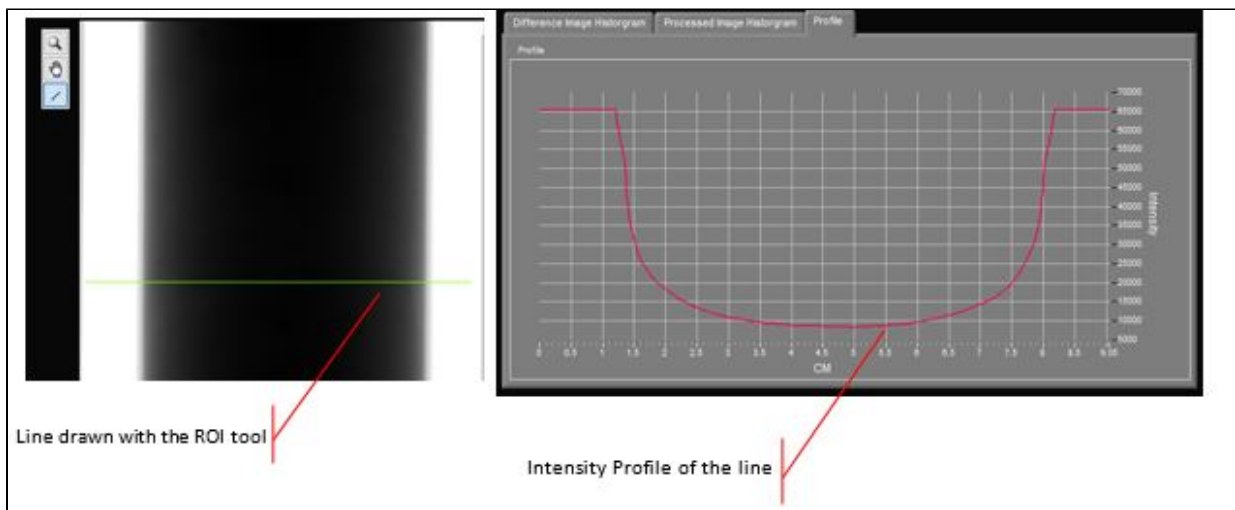 Difference Image Historgram Processed Image Historgram Profile
Profile
70000
65000
60000
55000
50000
45000
40000
35000
30000
25000
20000
15000
10000
5000
Intensity
0 0.5 1 1.5 2 2.5 3 3.5 4 4.5 5 5.5 6 6.5 7 7.5 8 8.5
CM
Line drawn with the ROI tool
Intensity Profile of the line